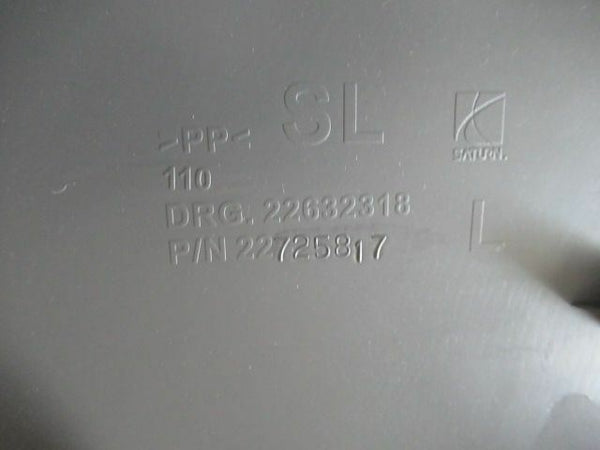 SL
>PP<
SATURN.
110
DRG. 22632318
P/N 22725817
L